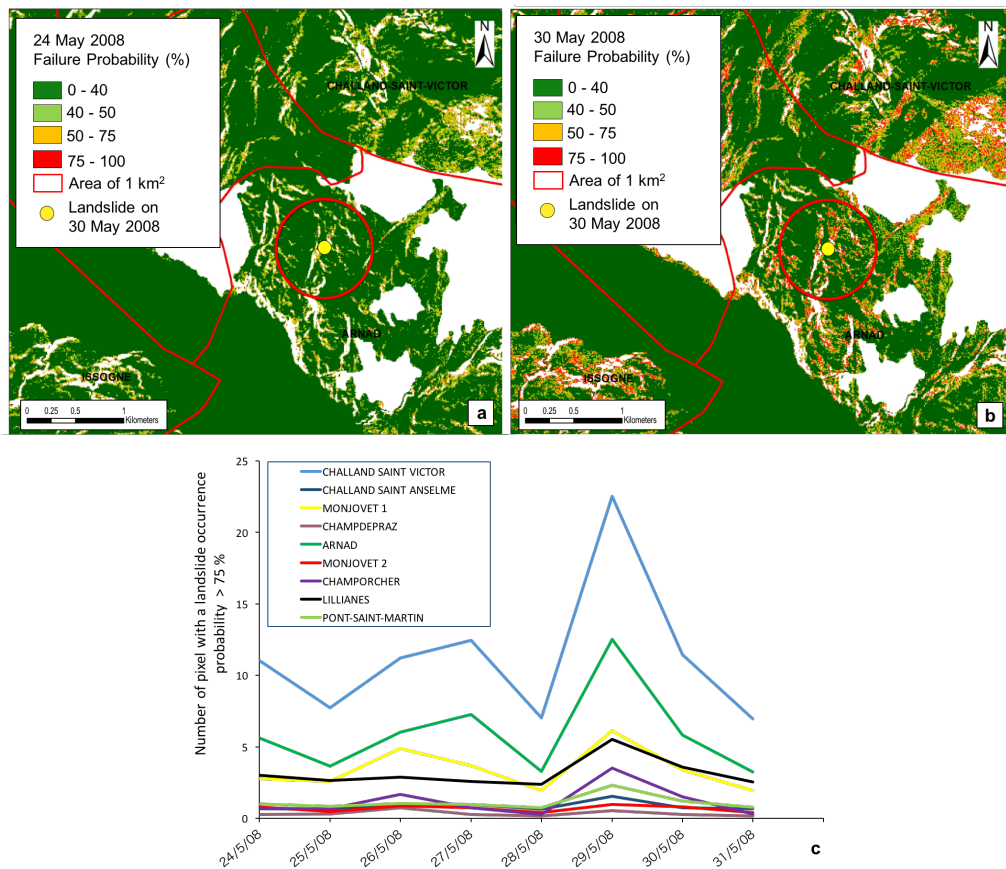 24 May 2008
Failure Probability (%)
0 - 40
40 - 50
50 - 75
75 - 100
Area of 1 km²
Landslide on
30 May 2008
N
CHALLAND-SAINT-VICTOR
ARNAD
ISSOGNE
0 0.25 0.5 1
Kilometers
a
30 May 2008
Failure Probability (%)
0 - 40
40 - 50
50 - 75
75 - 100
Area of 1 km²
Landslide on
30 May 2008
N
CHALLAND-SAINT-VICTOR
ARNAD
ISSOGNE
0 0.25 0.5 1
Kilometers
b
Number of pixel with a landslide occurrence
probability > 75 %
25
20
15
10
5
0
CHALLAND SAINT VICTOR
CHALLAND SAINT ANSELME
MONJOVET 1
CHAMPDEPRAZ
ARNAD
MONJOVET 2
CHAMPORCHER
LILLIANES
PONT-SAINT-MARTIN
24/5/08 25/5/08 26/5/08 27/5/08 28/5/08 29/5/08 30/5/08 31/5/08
c